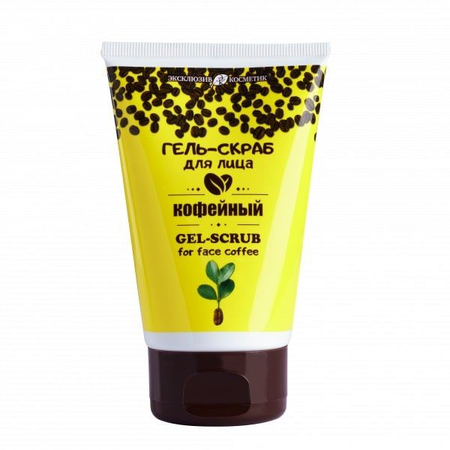 ЭКСКЛЮЗИВ КОСМЕТИК
ГЕЛЬ-СКРАБ
ДЛЯ ЛИЦА
КОФЕЙНЫЙ
GEL-SCRUB
for face coffee